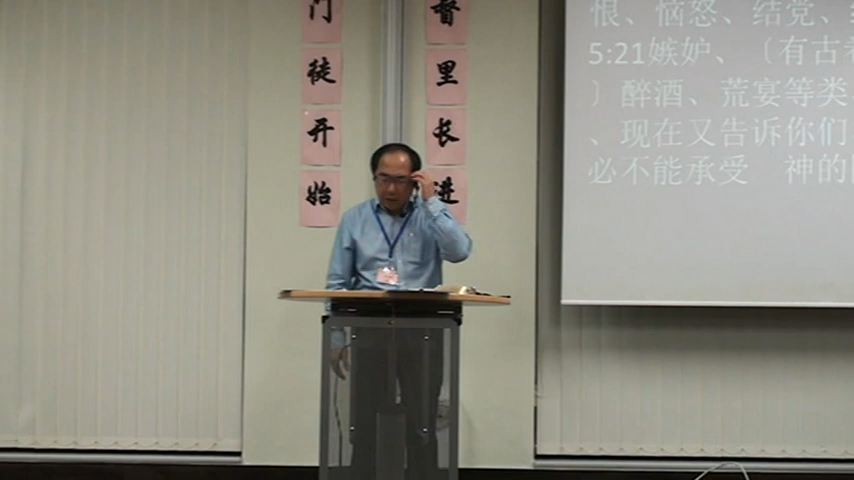 门徒开始
督里长进
恨、恼怒、结党、
5:21嫉妒、〔有古
〕醉酒、荒宴等类
、现在又告诉你们
必不能承受 神的